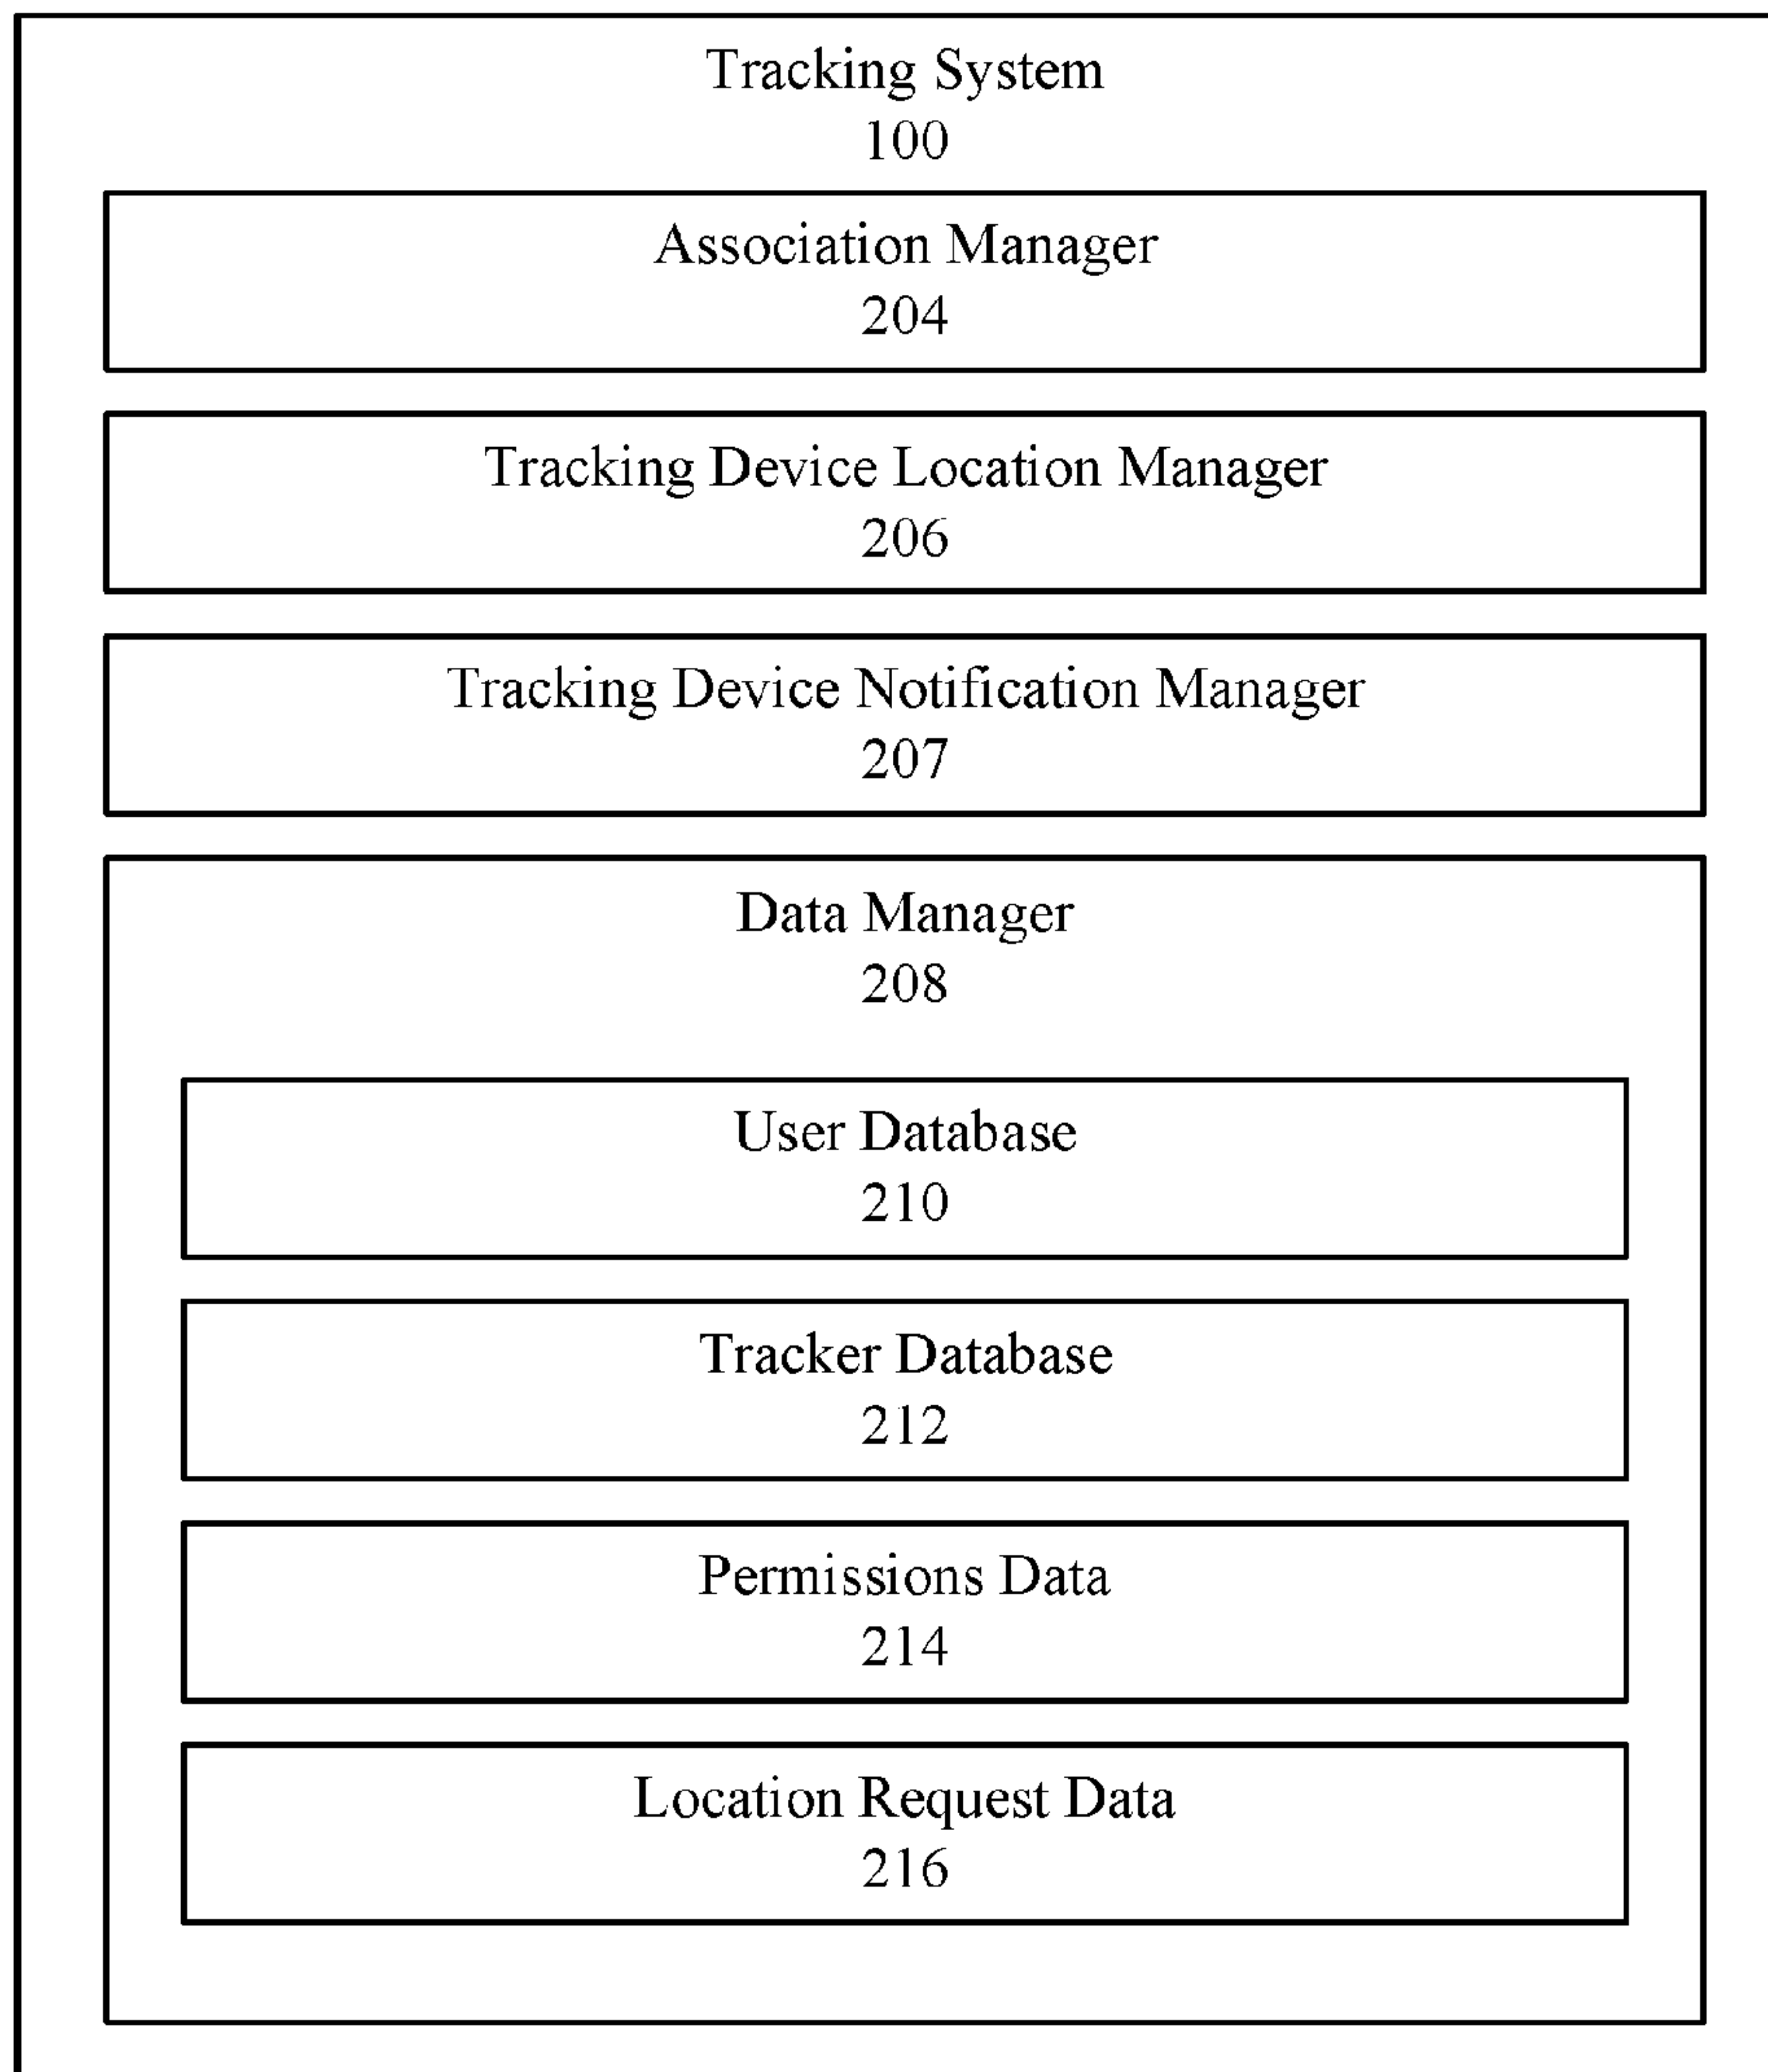 Tracking System
100
Association Manager
204
Tracking Device Location Manager
206
Tracking Device Notification Manager
207
Data Manager
208
User Database
210
Tracker Database
212
Permissions Data
214
Location Request Data
216